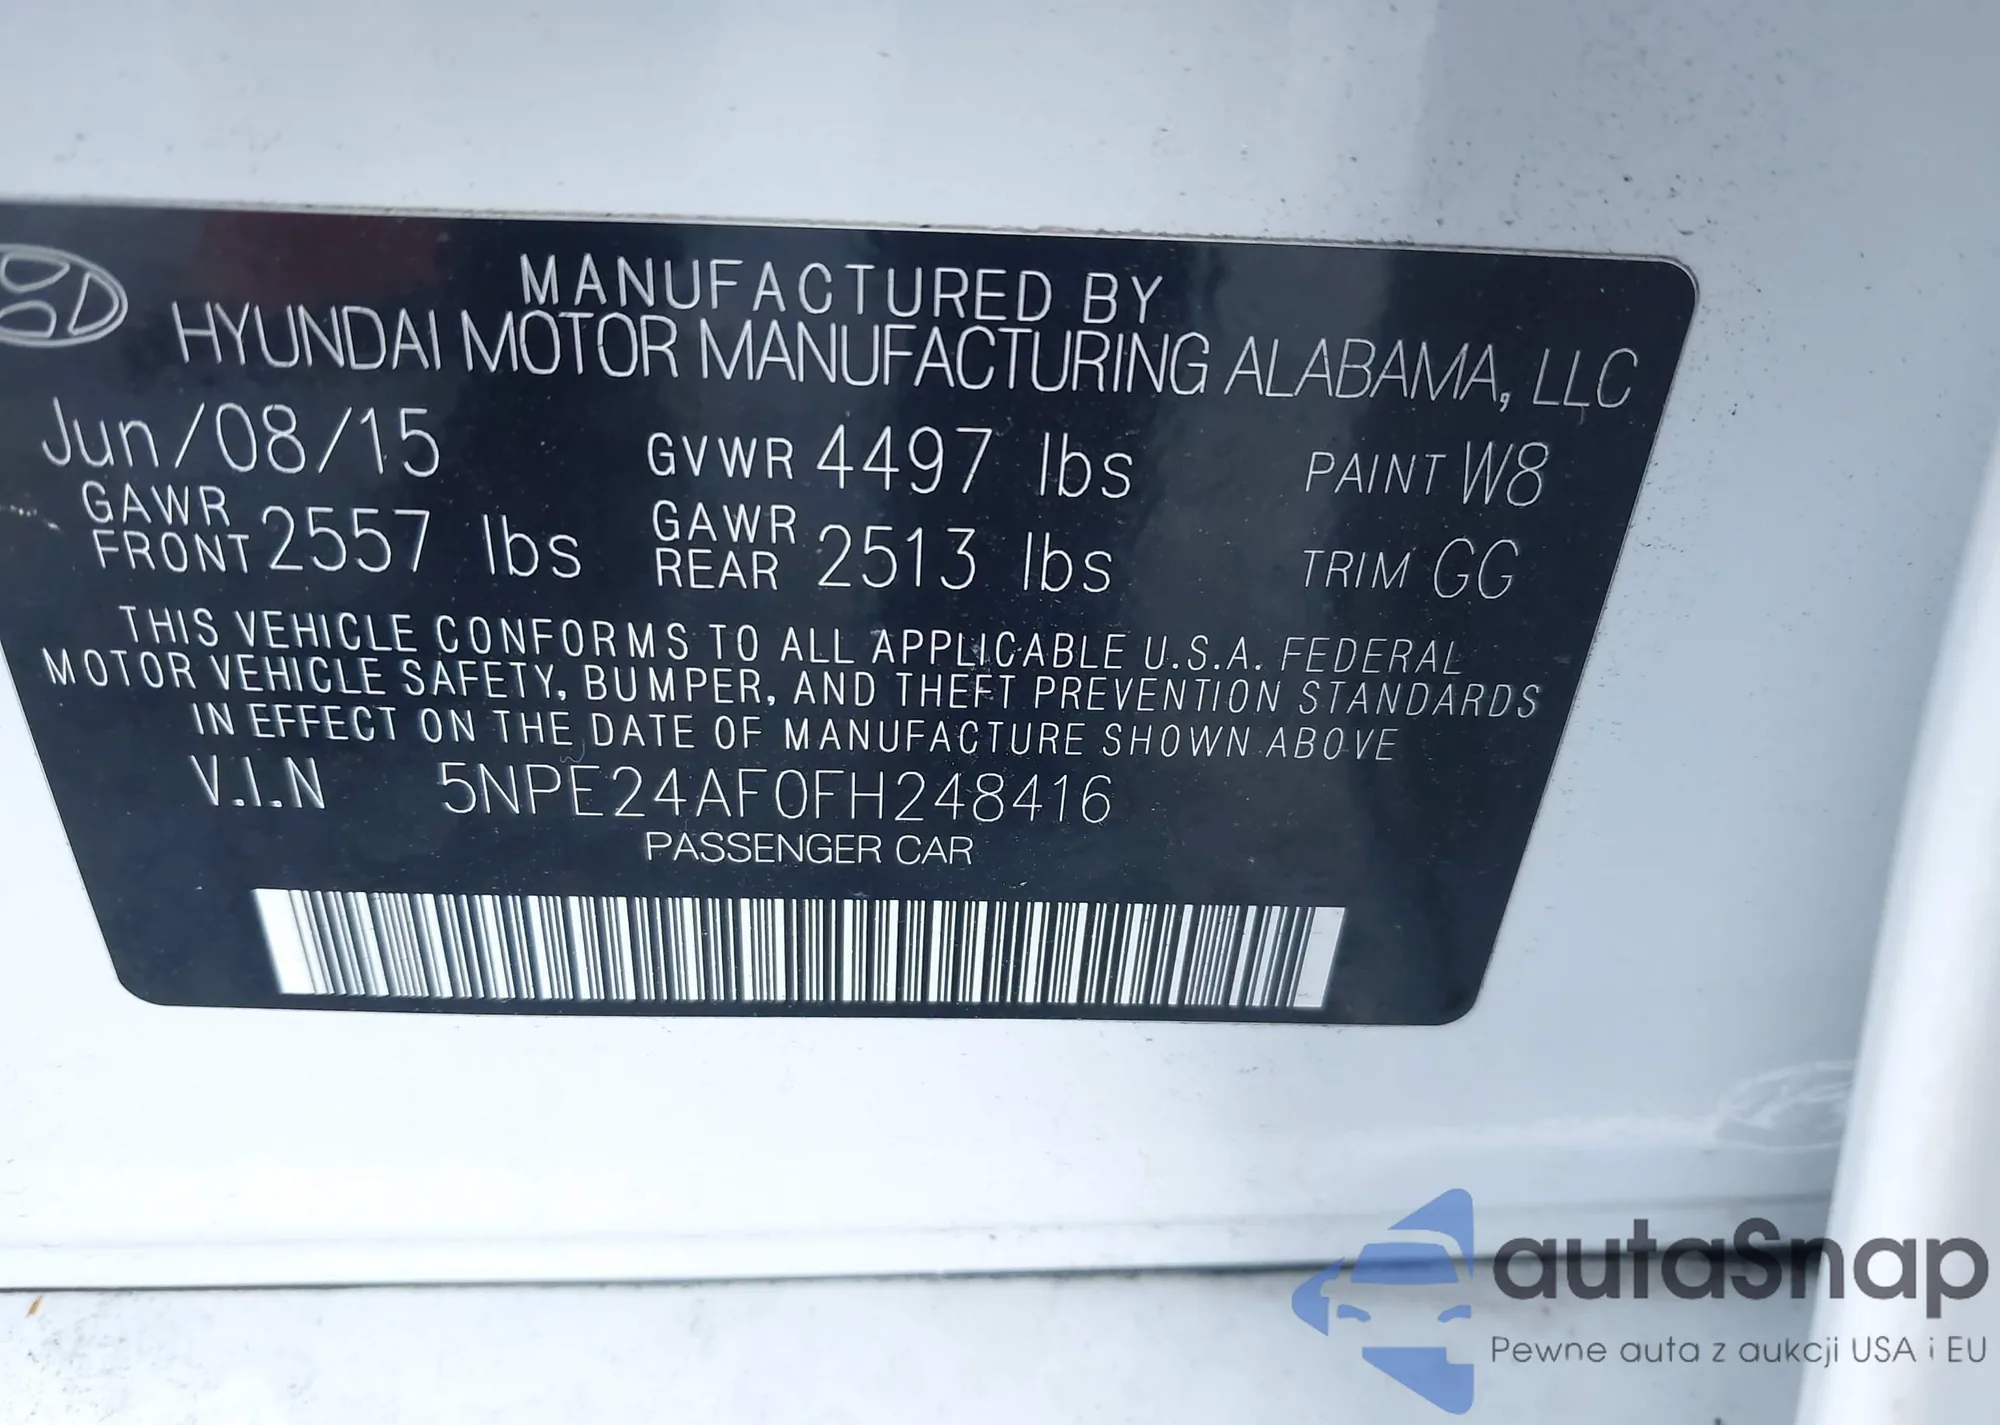 MANUFACTURED BY
HYUNDAI MOTOR MANUFACTURING ALABAMA, LLC
Jun/08/15 GVWR 4497 lbs PAINT W8
GAWR FRONT 2557 lbs GAWR REAR 2513 lbs TRIM GG
THIS VEHICLE CONFORMS TO ALL APPLICABLE U.S.A. FEDERAL
MOTOR VEHICLE SAFETY, BUMPER, AND THEFT PREVENTION STANDARDS
IN EFFECT ON THE DATE OF MANUFACTURE SHOWN ABOVE
V.I.N 5NPE24AF0FH248416
PASSENGER CAR
autaSnap
Pewne auta z aukcji USA i EU